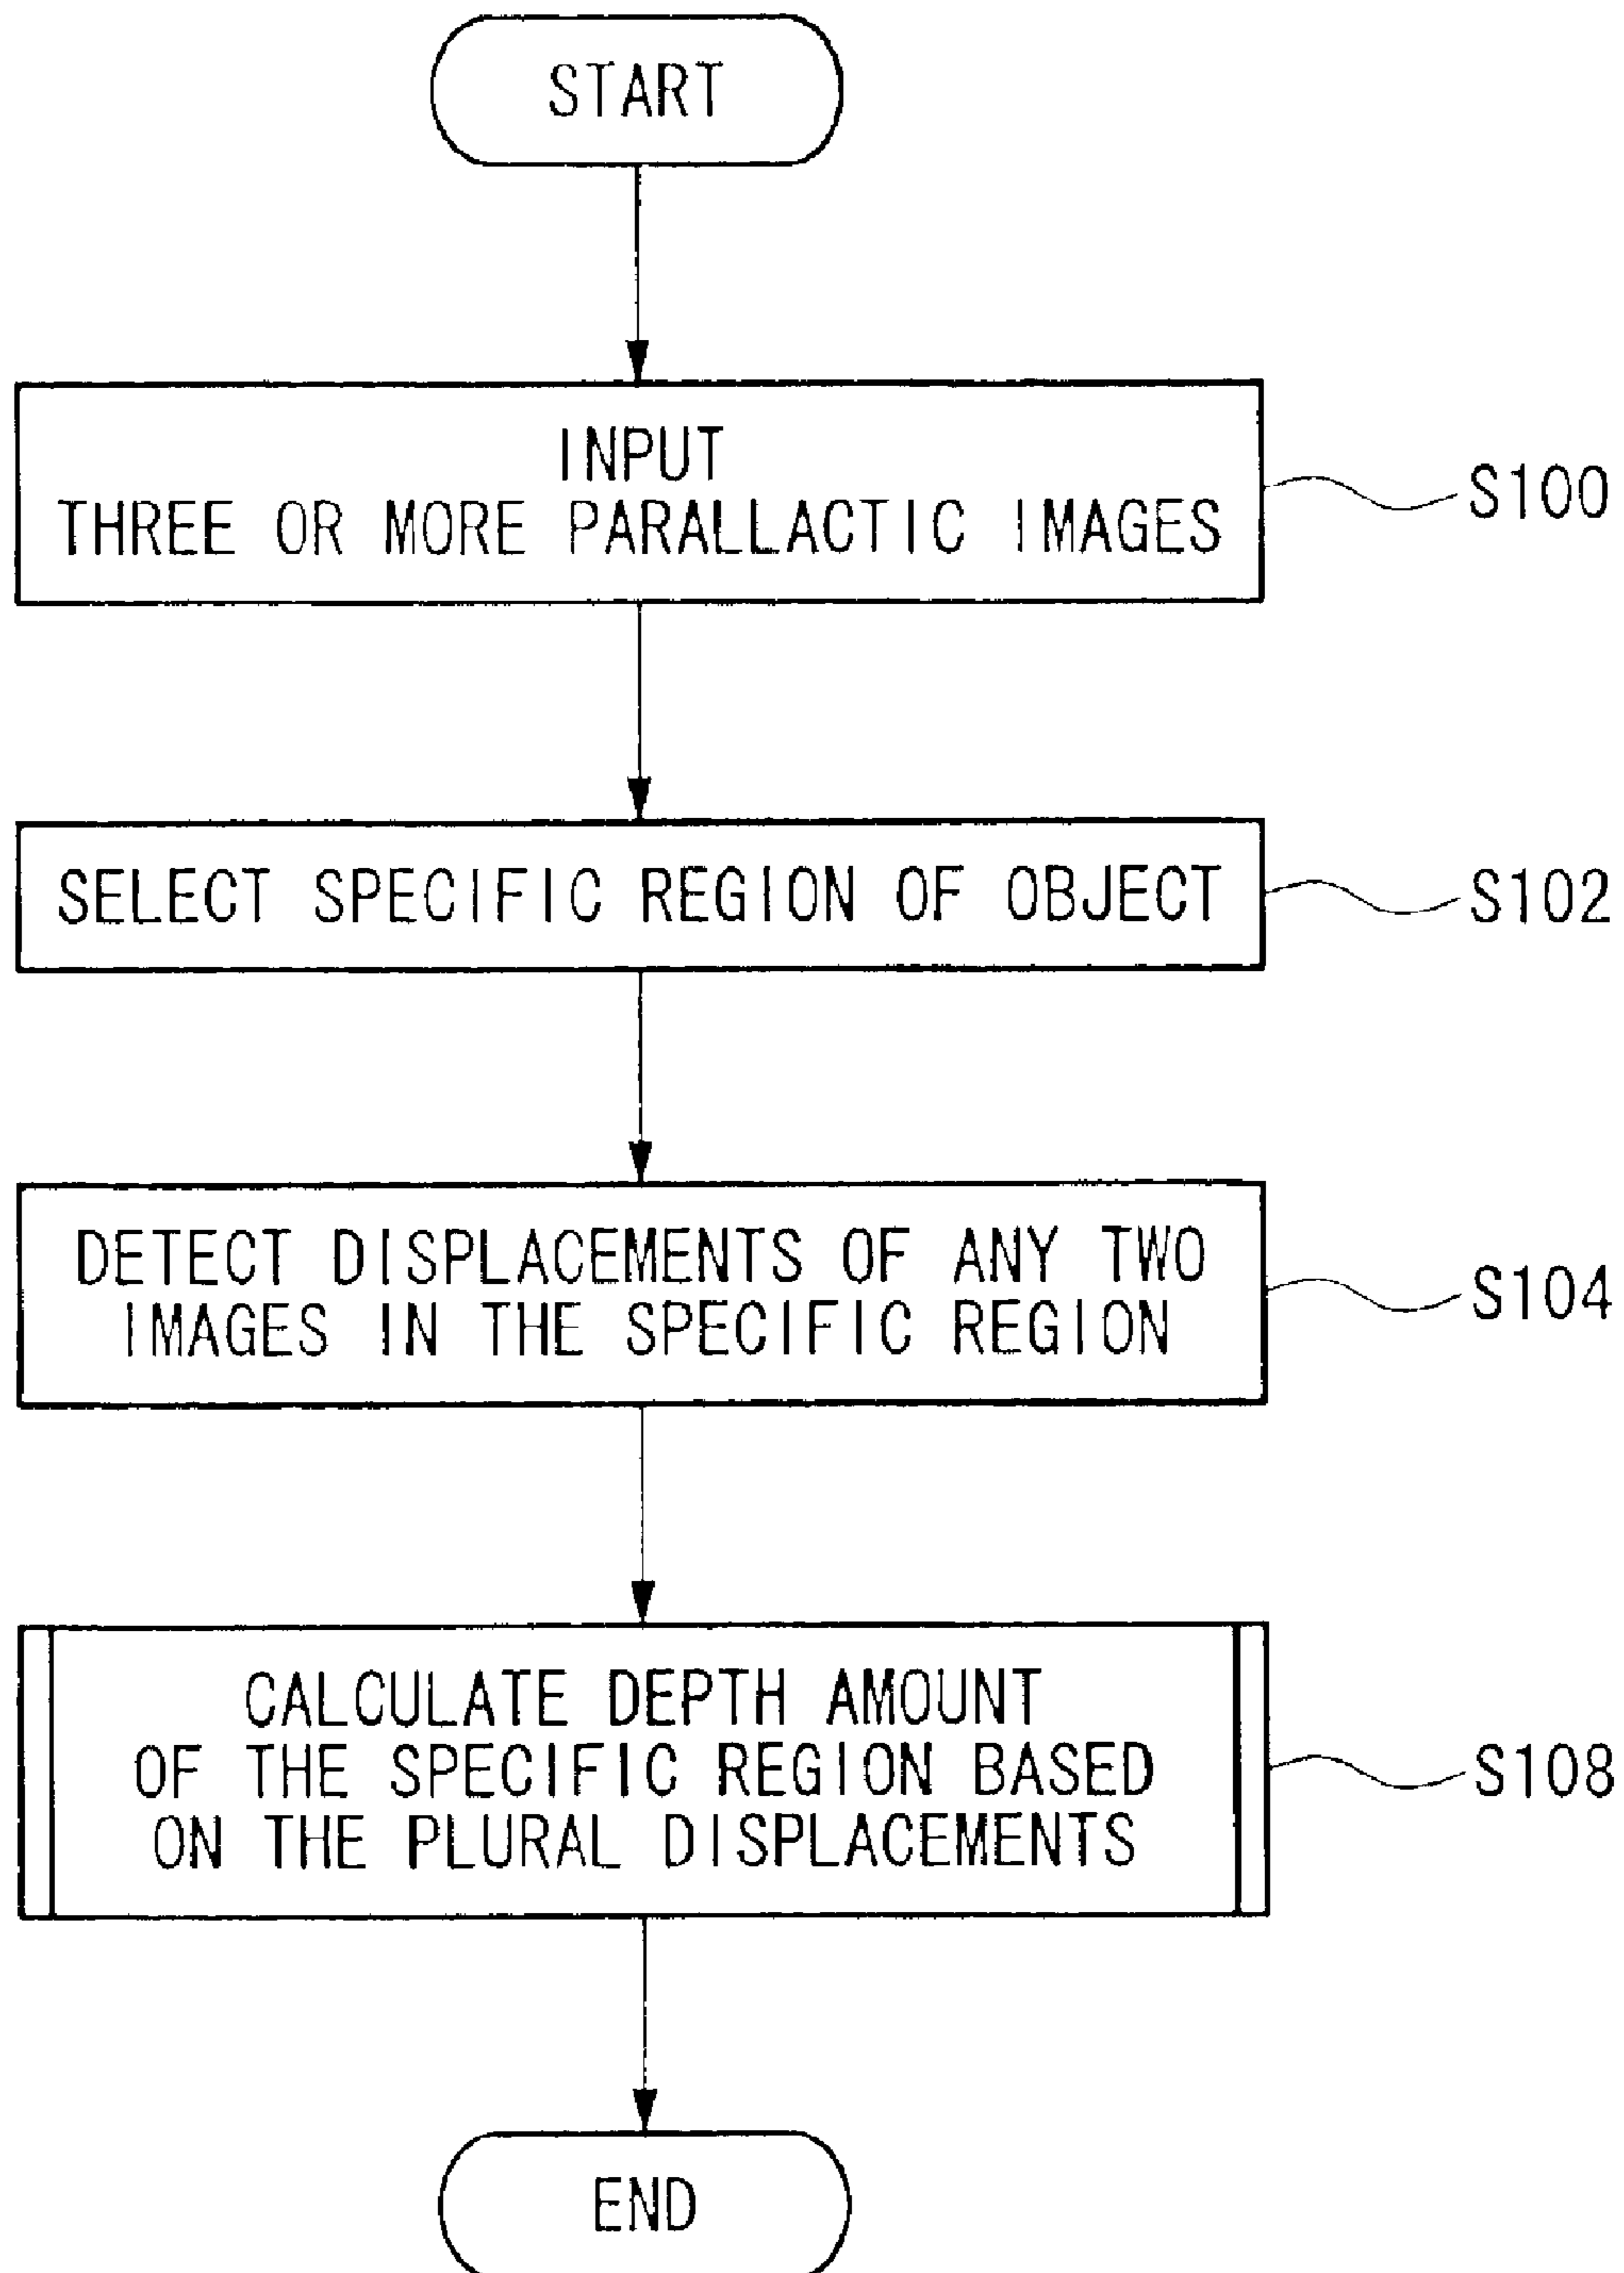 START
INPUT
THREE OR MORE PARALLACTIC IMAGES
S100
SELECT SPECIFIC REGION OF OBJECT
S102
DETECT DISPLACEMENTS OF ANY TWO
IMAGES IN THE SPECIFIC REGION
S104
CALCULATE DEPTH AMOUNT
OF THE SPECIFIC REGION BASED
ON THE PLURAL DISPLACEMENTS
S108
END